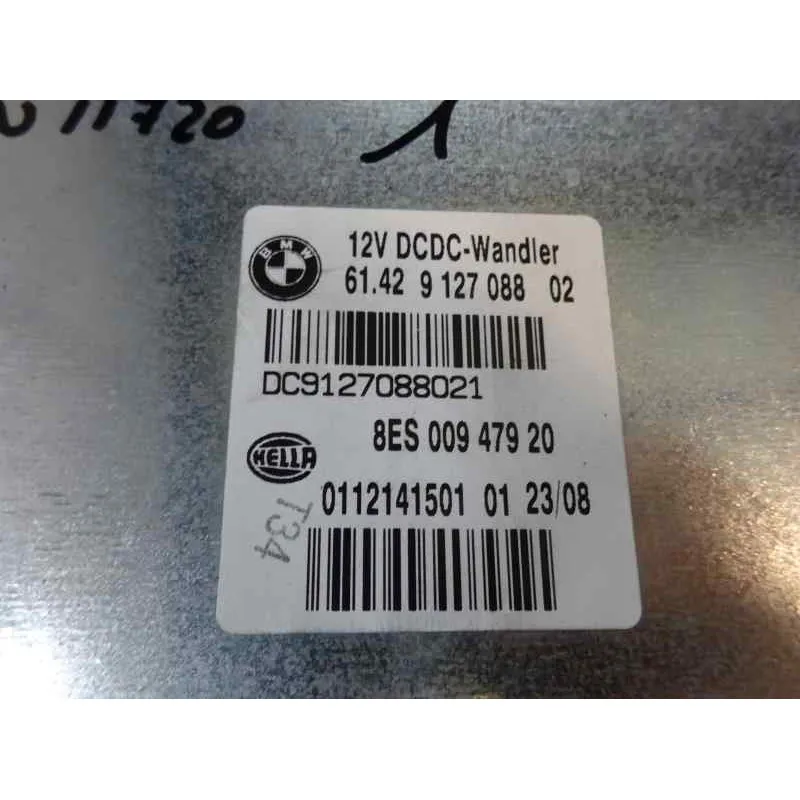 11720
1
BMW
12V DCDC-Wandler
61.42 9 127 088 02
DC9127088021
8ES 009 479 20
HELLA
0112141501 01 23/08
T34